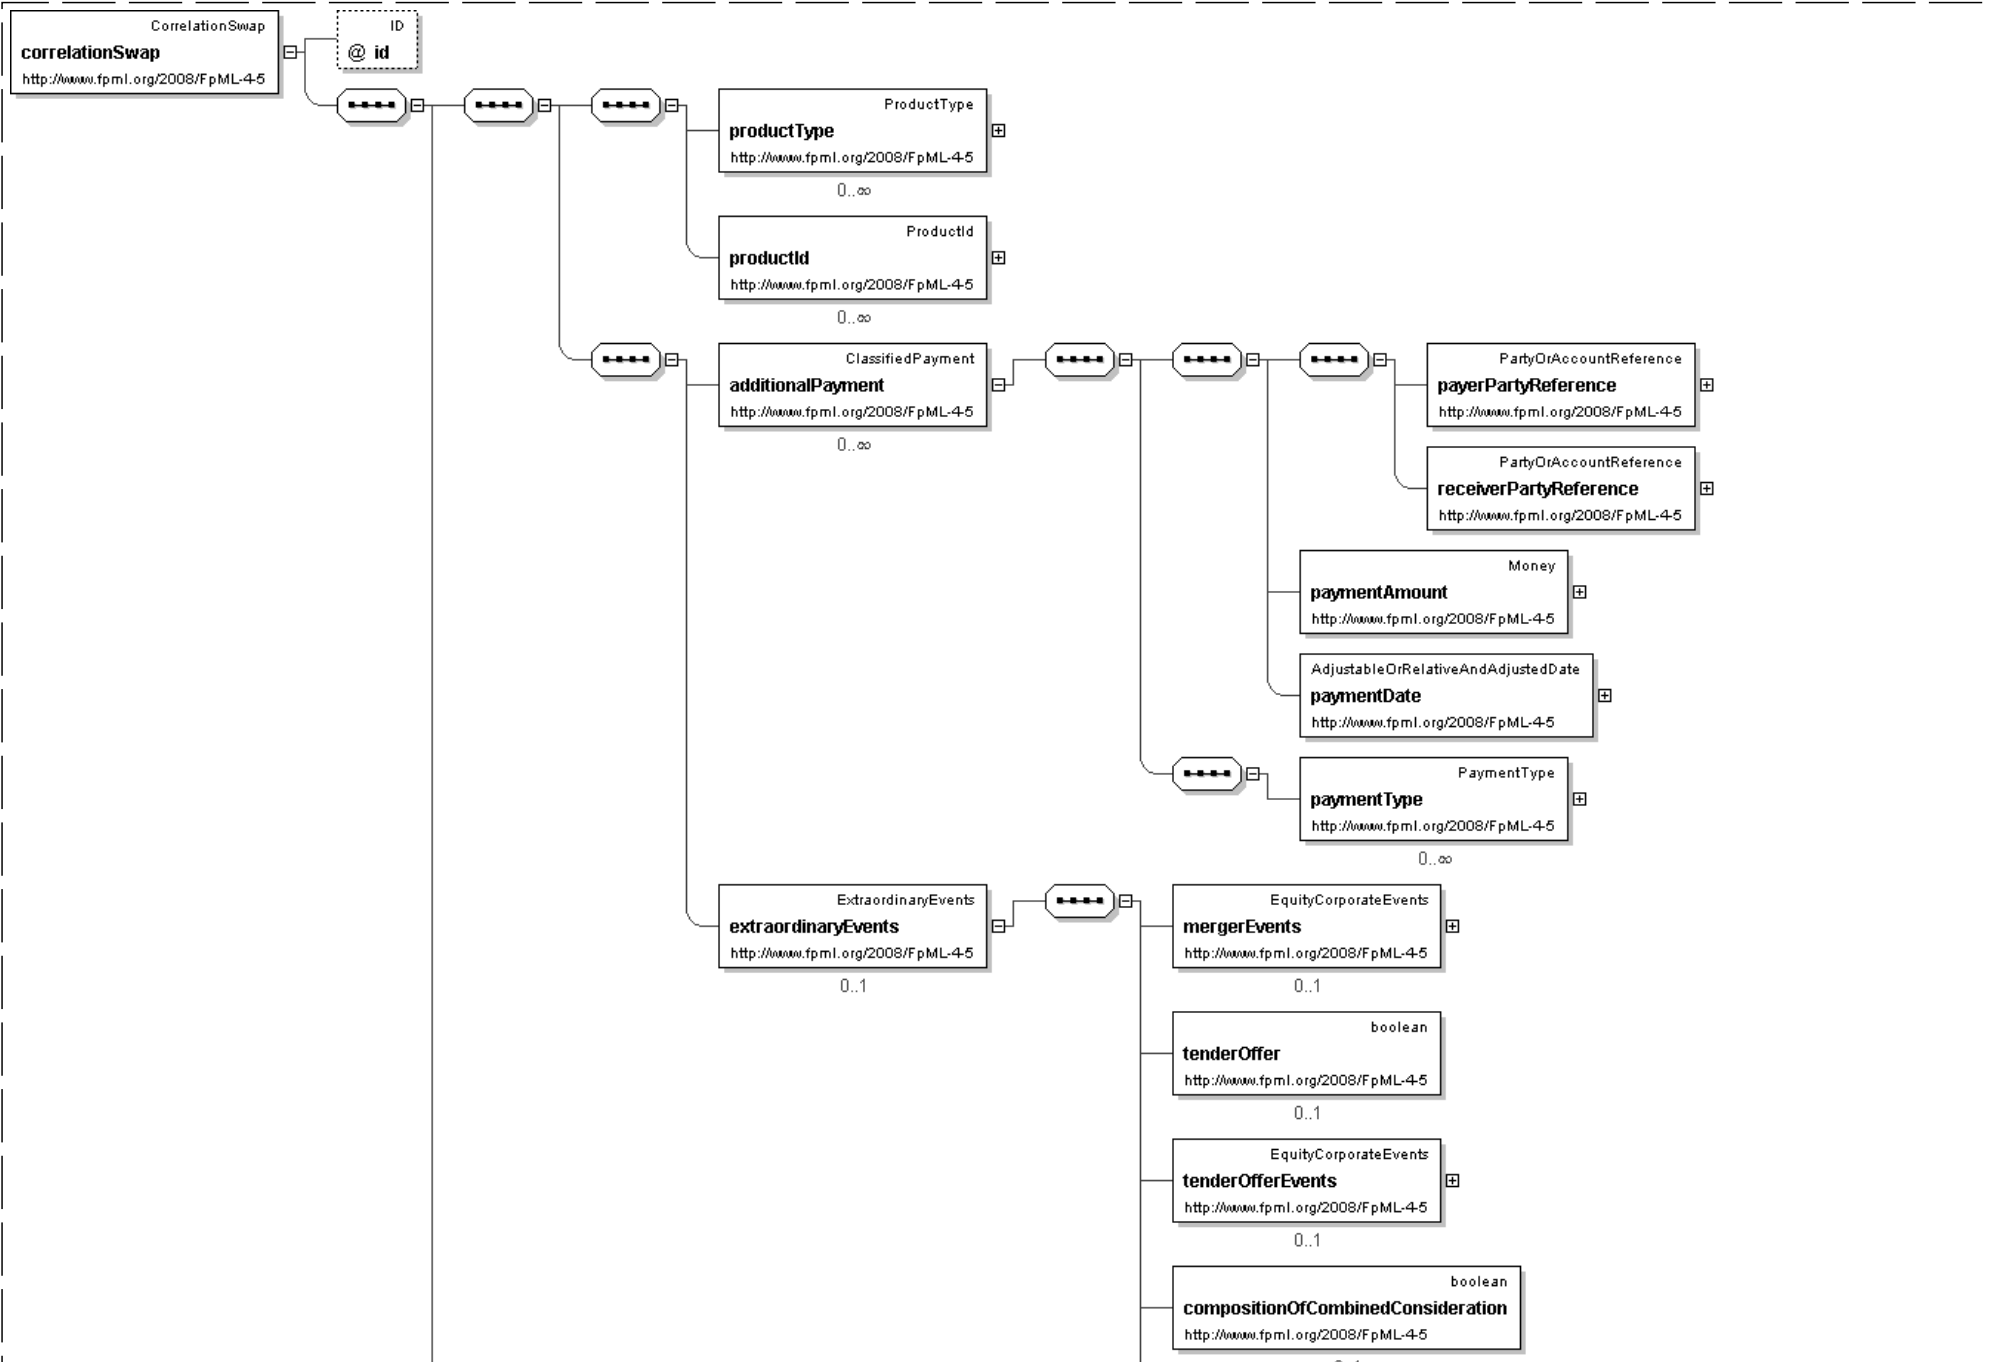 CorrelationSwap
correlationSwap
http://www.fpml.org/2008/FpML-4-5
ID
@ id
ProductType
productType
http://www.fpml.org/2008/FpML-4-5
0..∞
ProductId
productId
http://www.fpml.org/2008/FpML-4-5
0..∞
ClassifiedPayment
additionalPayment
http://www.fpml.org/2008/FpML-4-5
0..∞
PartyOrAccountReference
payerPartyReference
http://www.fpml.org/2008/FpML-4-5
PartyOrAccountReference
receiverPartyReference
http://www.fpml.org/2008/FpML-4-5
Money
paymentAmount
http://www.fpml.org/2008/FpML-4-5
AdjustableOrRelativeAndAdjustedDate
paymentDate
http://www.fpml.org/2008/FpML-4-5
PaymentType
paymentType
http://www.fpml.org/2008/FpML-4-5
0..∞
ExtraordinaryEvents
extraordinaryEvents
http://www.fpml.org/2008/FpML-4-5
0..1
EquityCorporateEvents
mergerEvents
http://www.fpml.org/2008/FpML-4-5
0..1
boolean
tenderOffer
http://www.fpml.org/2008/FpML-4-5
0..1
EquityCorporateEvents
tenderOfferEvents
http://www.fpml.org/2008/FpML-4-5
0..1
boolean
compositionOfCombinedConsideration
http://www.fpml.org/2008/FpML-4-5